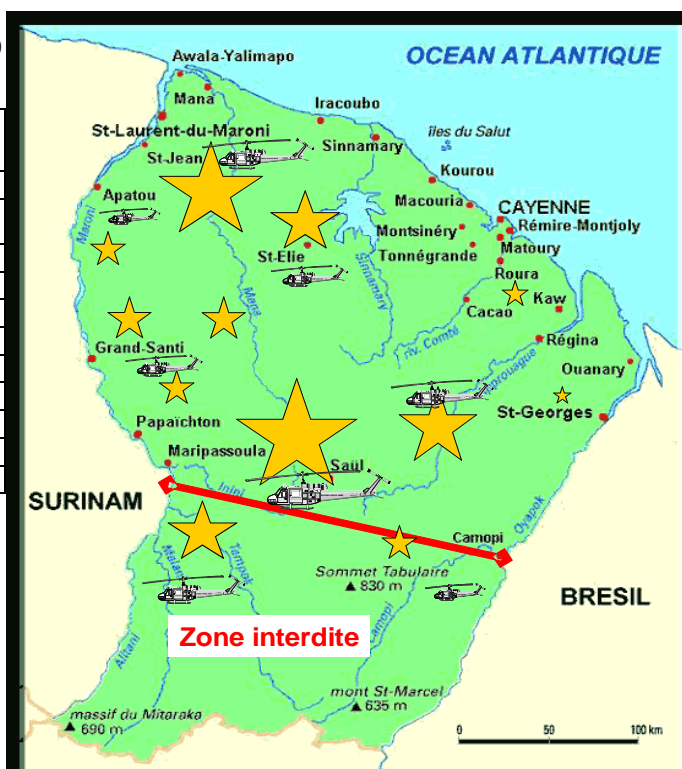 OCEAN ATLANTIQUE
Awala-Yalimapo
Mana
Iracoubo
St-Laurent-du-Maroni
Sinnamary
îles du Salut
St-Jean
Kourou
Apatou
Macouria
CAYENNE
Rémire-Montjoly
Maroni
Montsinéry
Matoury
St-Elie
Tonnégrande
Sinnamary
Roura
Mana
Cacao
Kaw
riv. Comté
Régina
Grand-Santi
Approuague
Ouanary
St-Georges
Papaïchton
Maripassoula
Saül
Inini
SURINAM
Oyapok
Camopi
Malani
Tampok
Sommet Tabulaire
▲ 830 m
BRESIL
Zone interdite
Camopi
Alitani
mont St-Marcel
▲ 635 m
massif du Mitaraka
▲ 690 m
0 50 100 km